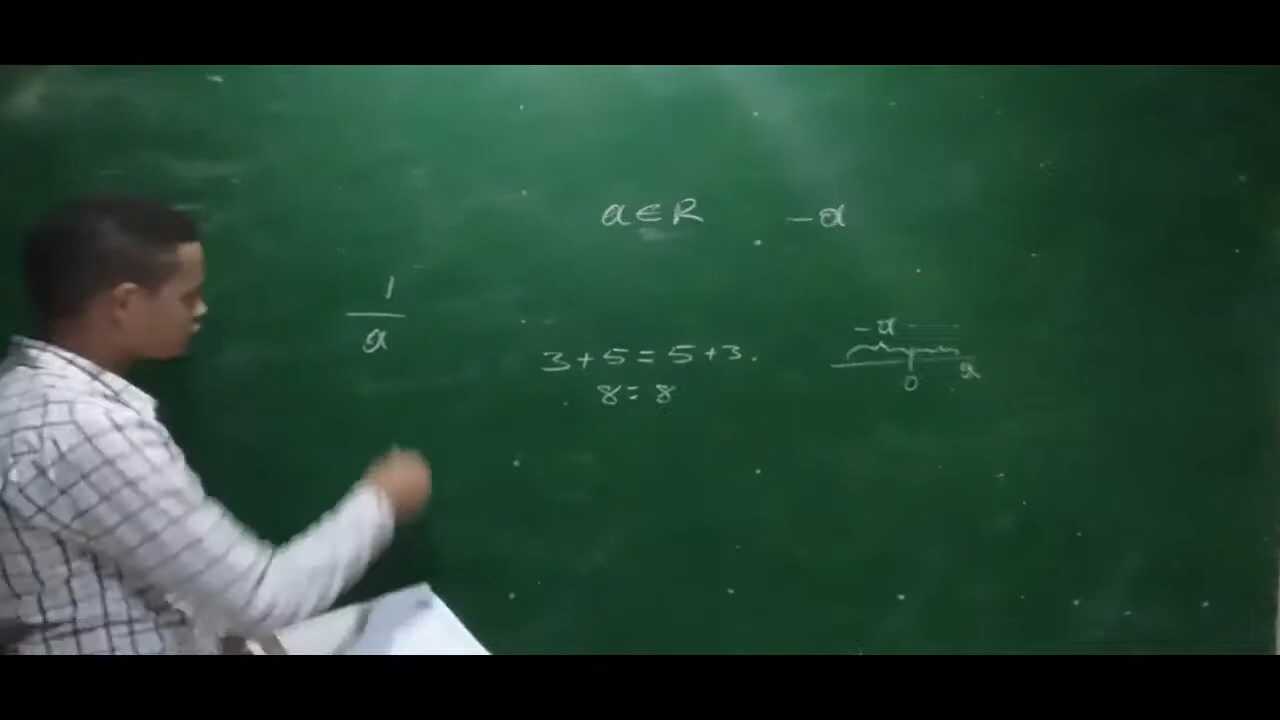 a ∈ R    -a
1
a
3 + 5 = 5 + 3.
8 = 8
-a
0    a